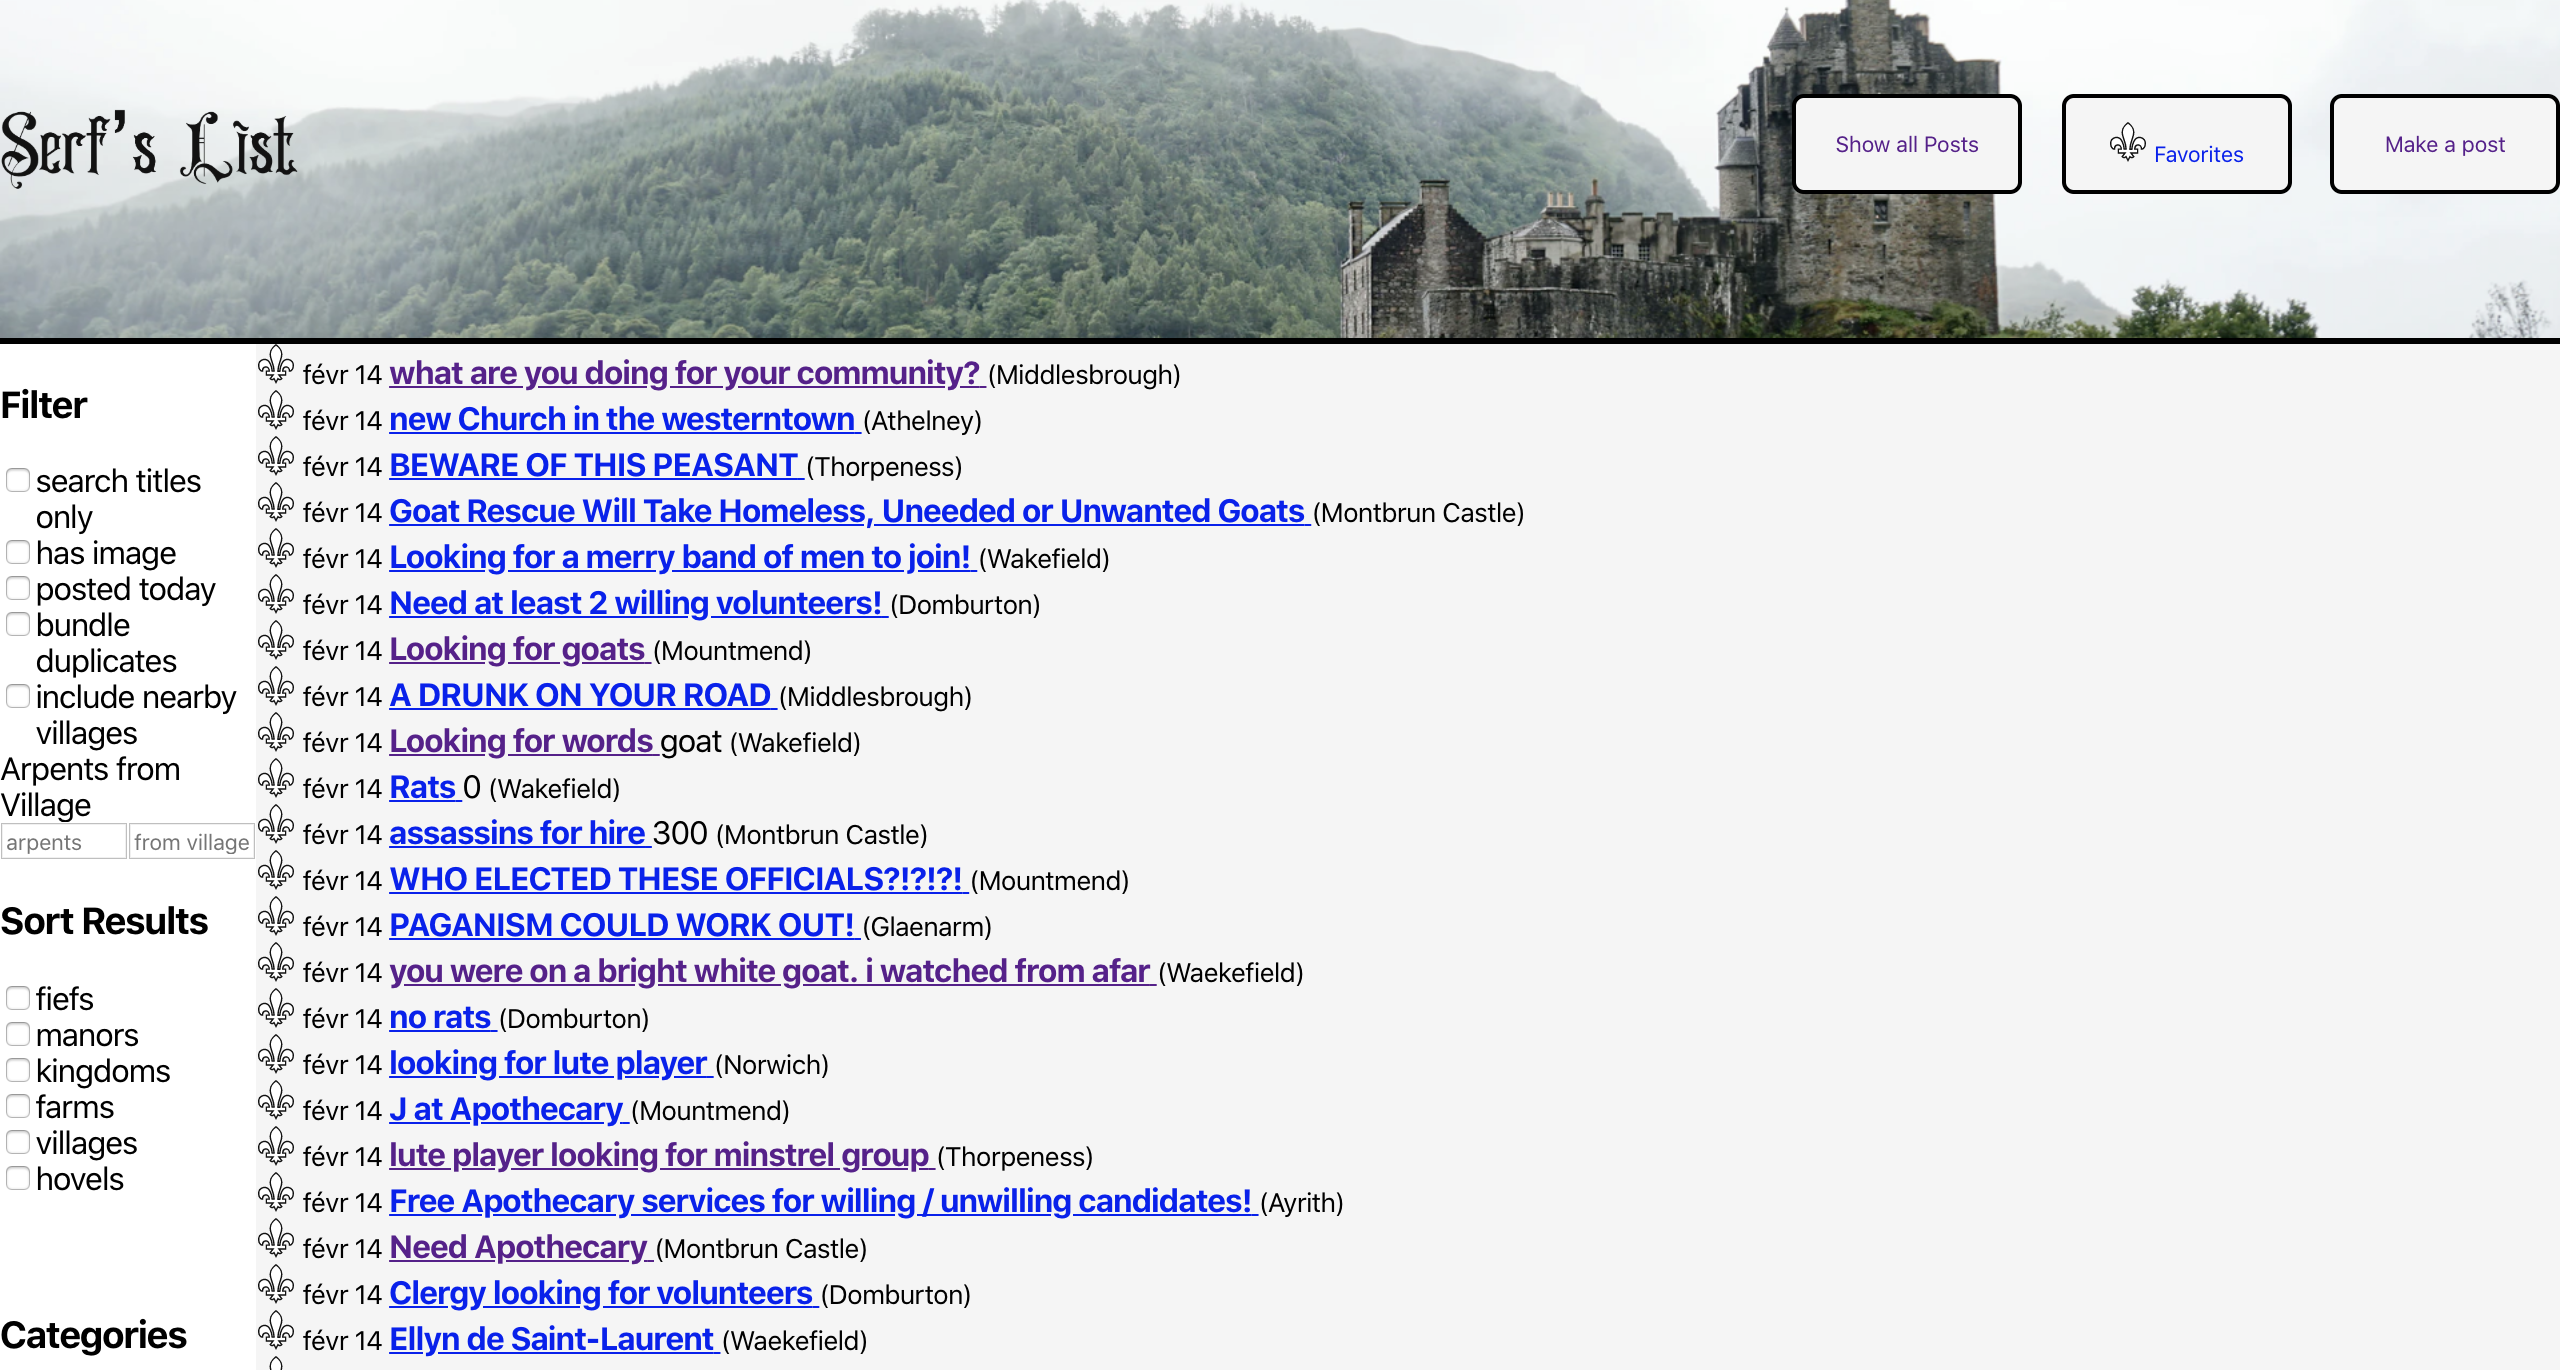 Serf's List
Show all Posts
Favorites
Make a post
Filter
search titles
only
has image
posted today
bundle
duplicates
include nearby
villages
Arpents from
Village
arpents
from village
Sort Results
fiefs
manors
kingdoms
farms
villages
hovels
Categories
févr 14 what are you doing for your community? (Middlesbrough)
févr 14 new Church in the westerntown (Athelney)
févr 14 BEWARE OF THIS PEASANT (Thorpeness)
févr 14 Goat Rescue Will Take Homeless, Uneeded or Unwanted Goats (Montbrun Castle)
févr 14 Looking for a merry band of men to join! (Wakefield)
févr 14 Need at least 2 willing volunteers! (Domburton)
févr 14 Looking for goats (Mountmend)
févr 14 A DRUNK ON YOUR ROAD (Middlesbrough)
févr 14 Looking for words goat (Wakefield)
févr 14 Rats 0 (Wakefield)
févr 14 assassins for hire 300 (Montbrun Castle)
févr 14 WHO ELECTED THESE OFFICIALS?!?!?! (Mountmend)
févr 14 PAGANISM COULD WORK OUT! (Glaenarm)
févr 14 you were on a bright white goat. i watched from afar (Waekefield)
févr 14 no rats (Domburton)
févr 14 looking for lute player (Norwich)
févr 14 J at Apothecary (Mountmend)
févr 14 lute player looking for minstrel group (Thorpeness)
févr 14 Free Apothecary services for willing / unwilling candidates! (Ayrith)
févr 14 Need Apothecary (Montbrun Castle)
févr 14 Clergy looking for volunteers (Domburton)
févr 14 Ellyn de Saint-Laurent (Waekefield)